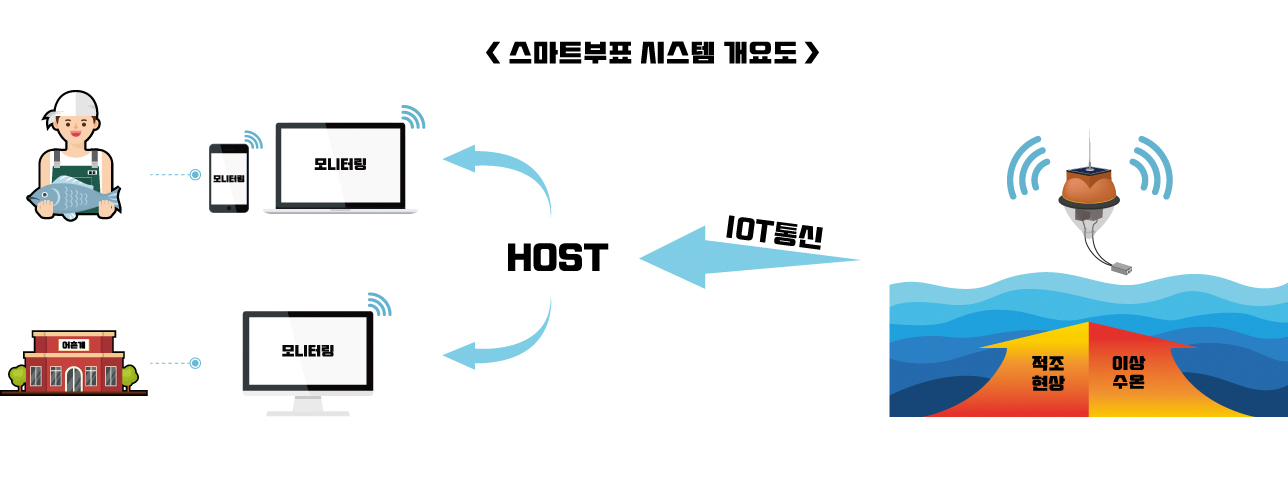 < 스마트부표 시스템 개요도 >
모니터링
모니터링
IOT통신
HOST
어촌계
모니터링
적조
현상
이상
수온